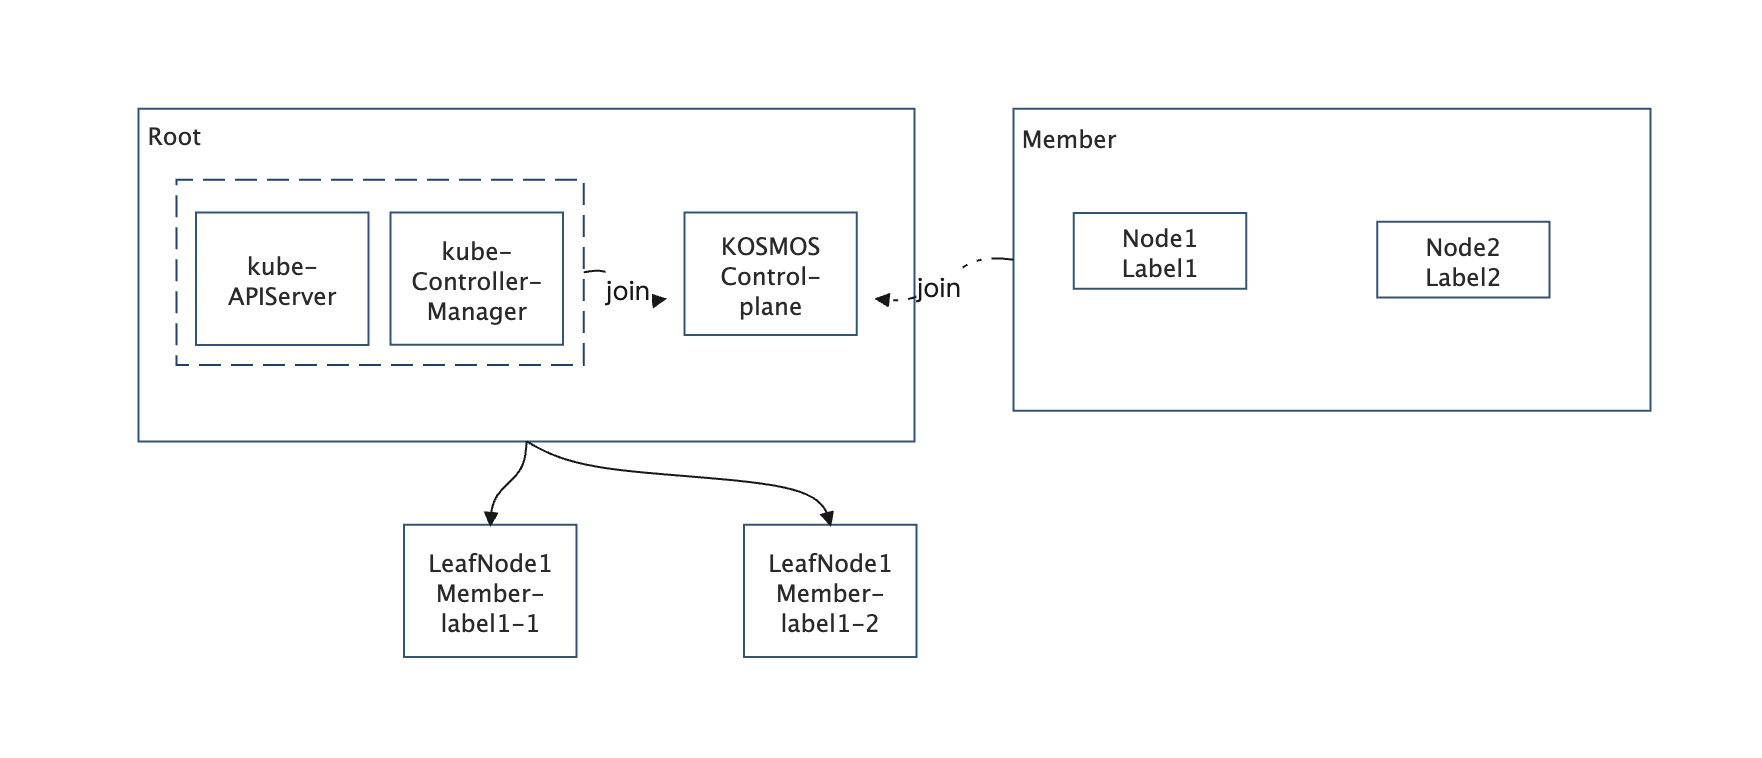 Root
kube-
APIServer
kube-
Controller-
Manager
join
KOSMOS
Control-
plane
join
Member
Node1
Label1
Node2
Label2
LeafNode1
Member-
label1-1
LeafNode1
Member-
label1-2